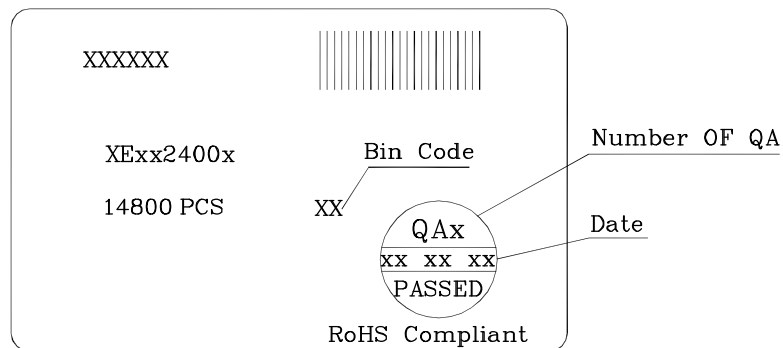 XXXXXX
XExx2400x
Bin Code
Number OF QA
14800 PCS
XX
QAx
Date
xx xx xx
PASSED
RoHS Compliant